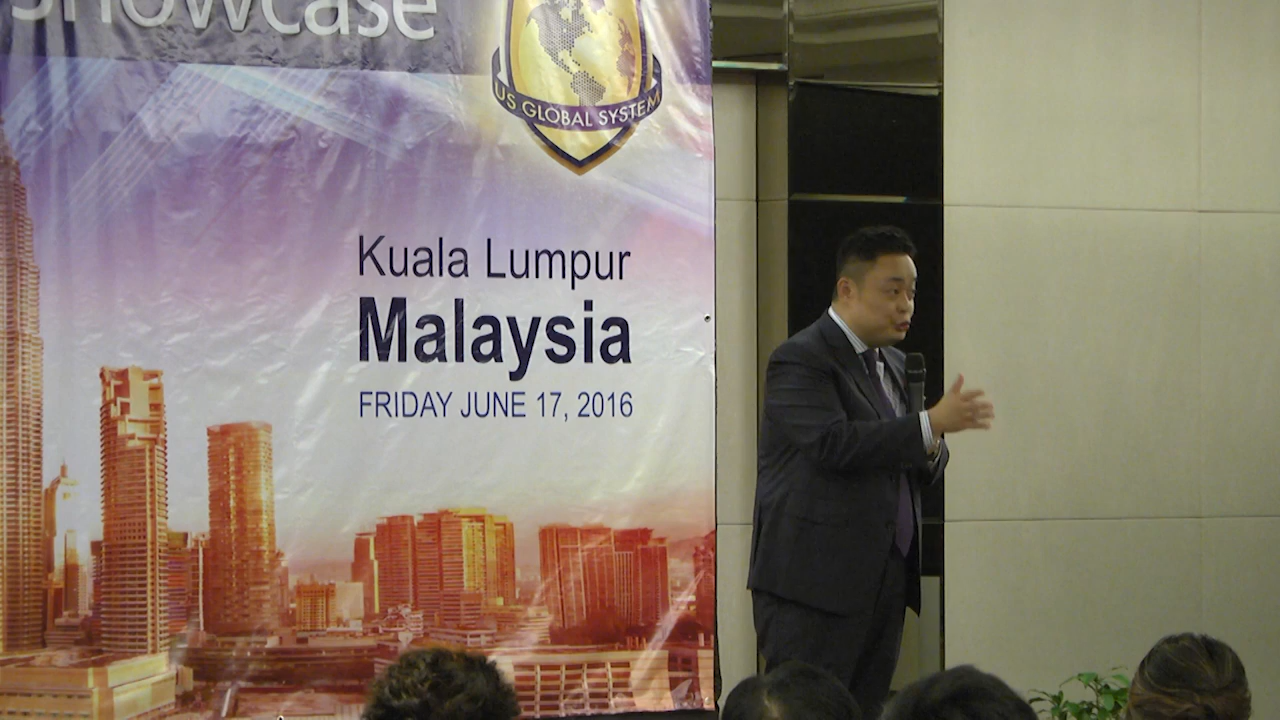 Showcase
US GLOBAL SYSTEM
Kuala Lumpur
Malaysia
FRIDAY JUNE 17, 2016